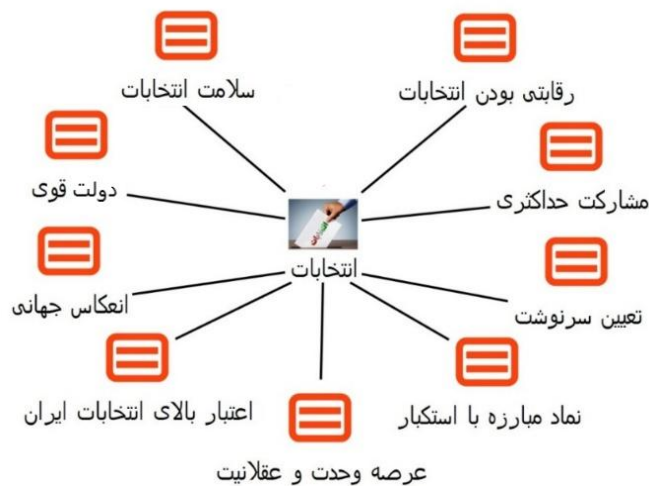 رقابتی بودن انتخابات
سلامت انتخابات
مشارکت حداکثری
دولت قوی
انتخابات
انتخابات
تعیین سرنوشت
انعکاس جهانی
نماد مبارزه با استکبار
اعتبار بالای انتخابات ایران
عرصه وحدت و عقلانیت